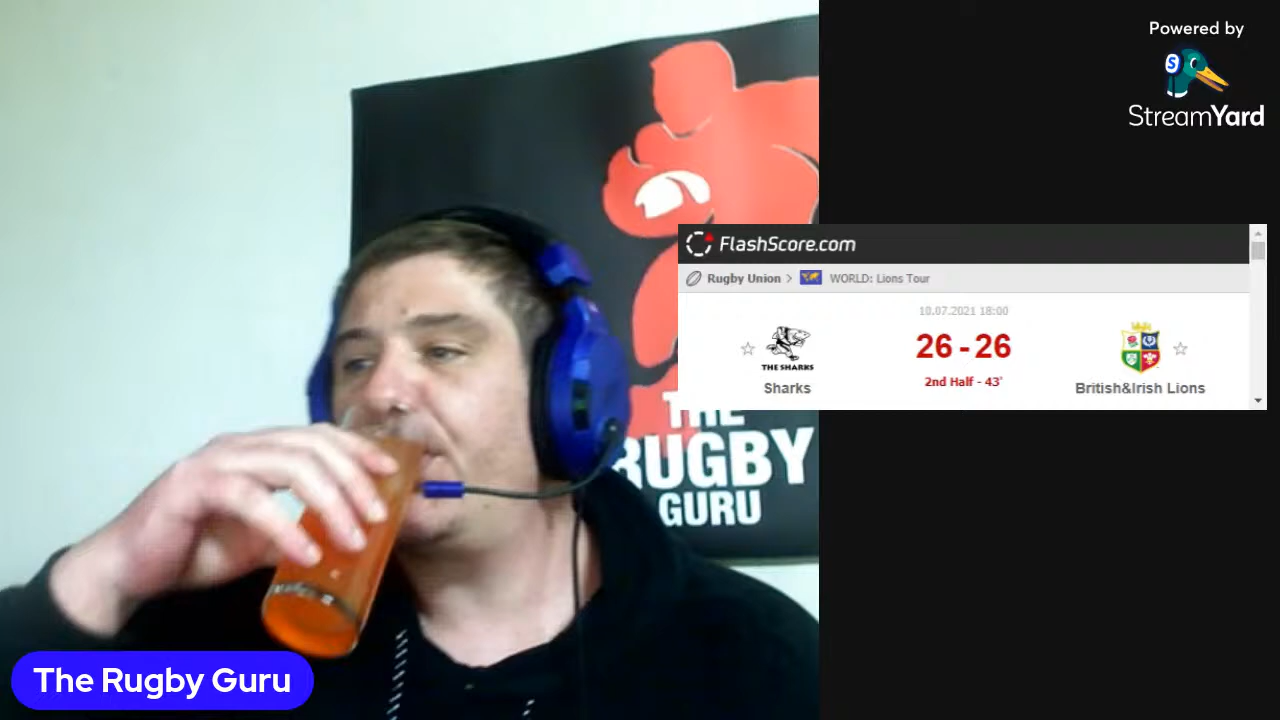 Powered by
StreamYard
FlashScore.com
Rugby Union > WORLD: Lions Tour
10.07.2021 18:00
26 - 26
2nd Half - 43'
THE SHARKS
Sharks
British&Irish Lions
THE
RUGBY
GURU
The Rugby Guru